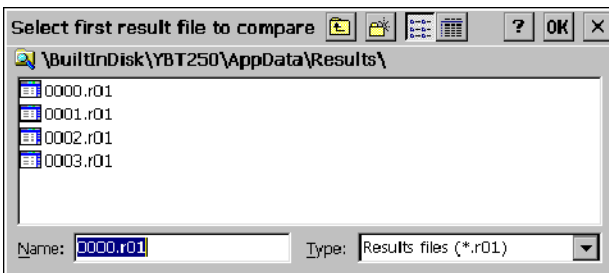 Select first result file to compare ? OK ×
\BuiltInDisk\YBT250\AppData\Results\
0000.r01
0001.r01
0002.r01
0003.r01
Name: 0000.r01 Type: Results files (*.r01)